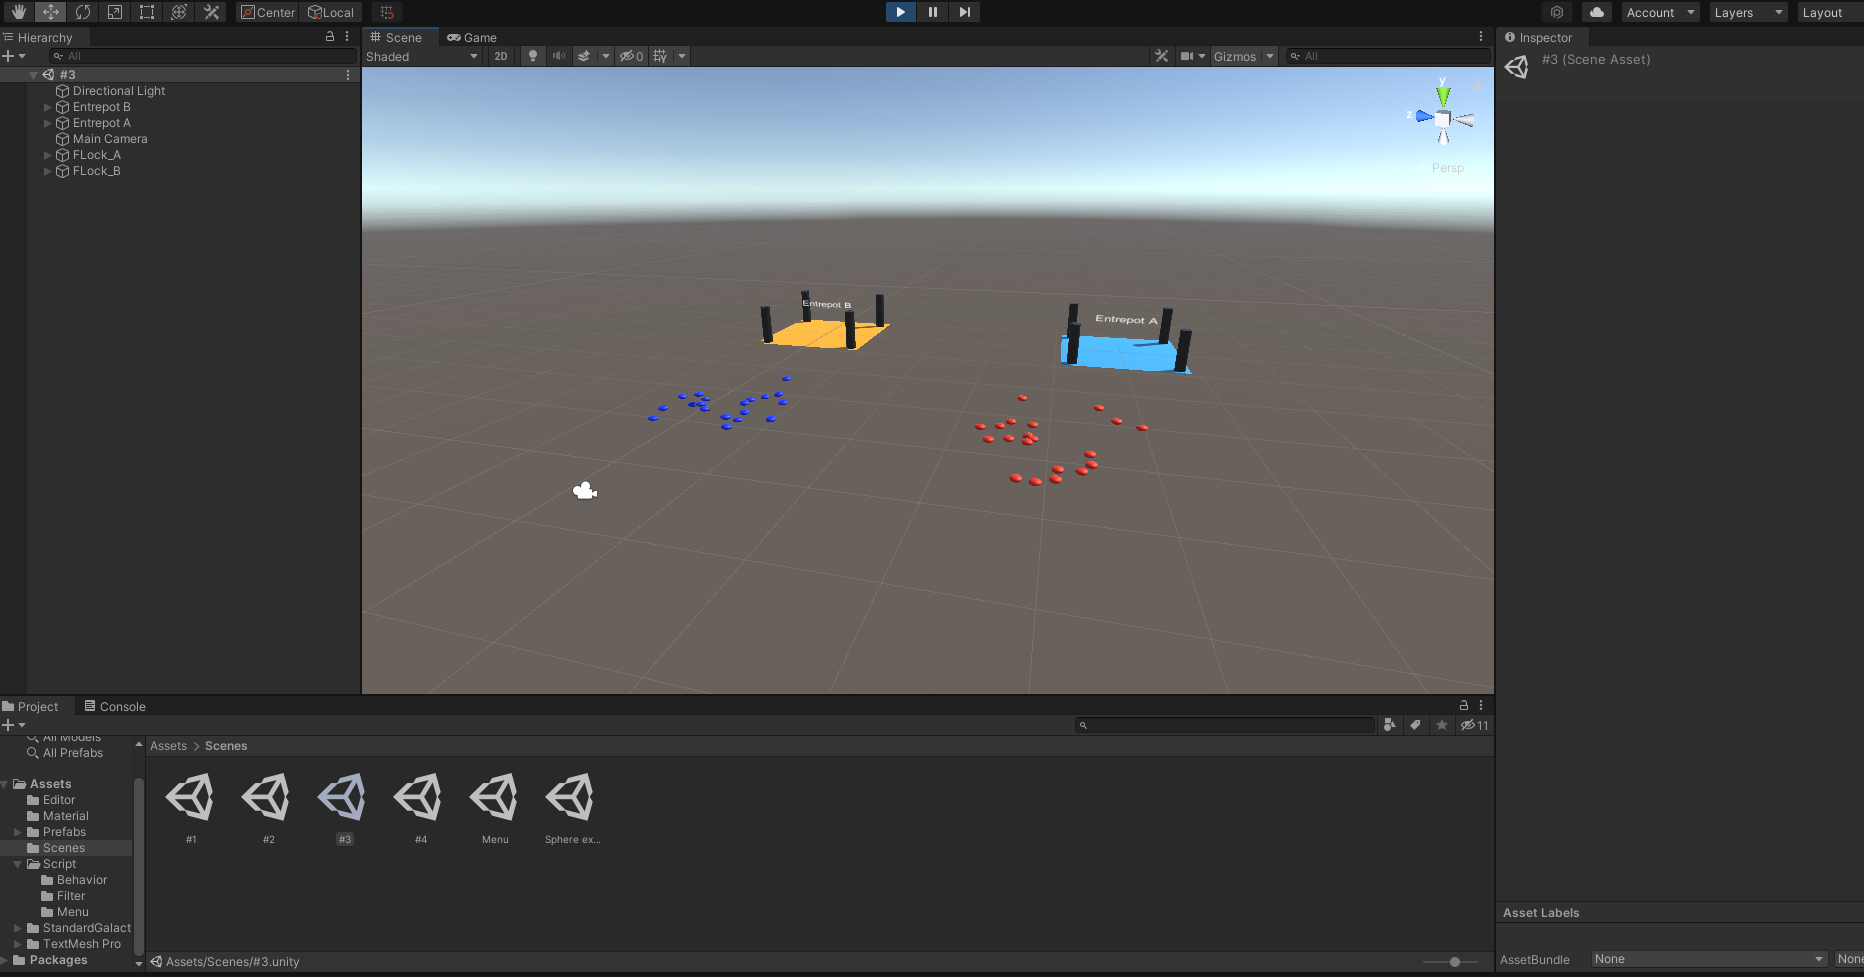 Center Local Account Layers Layout
Hierarchy
All
#3
Directional Light
Entrepot B
Entrepot A
Main Camera
FLock_A
FLock_B
Scene Game
Shaded 2D 0 Gizmos All
y
z
Persp
Entrepot B
Entrepot A
Inspector
#3 (Scene Asset)
Project Console
11
All Models
All Prefabs
Assets
Editor
Material
Prefabs
Scenes
Script
Behavior
Filter
Menu
StandardGalact
TextMesh Pro
Packages
Assets > Scenes
#1 #2 #3 #4 Menu Sphere ex...
Assets/Scenes/#3.unity
Asset Labels
AssetBundle None None